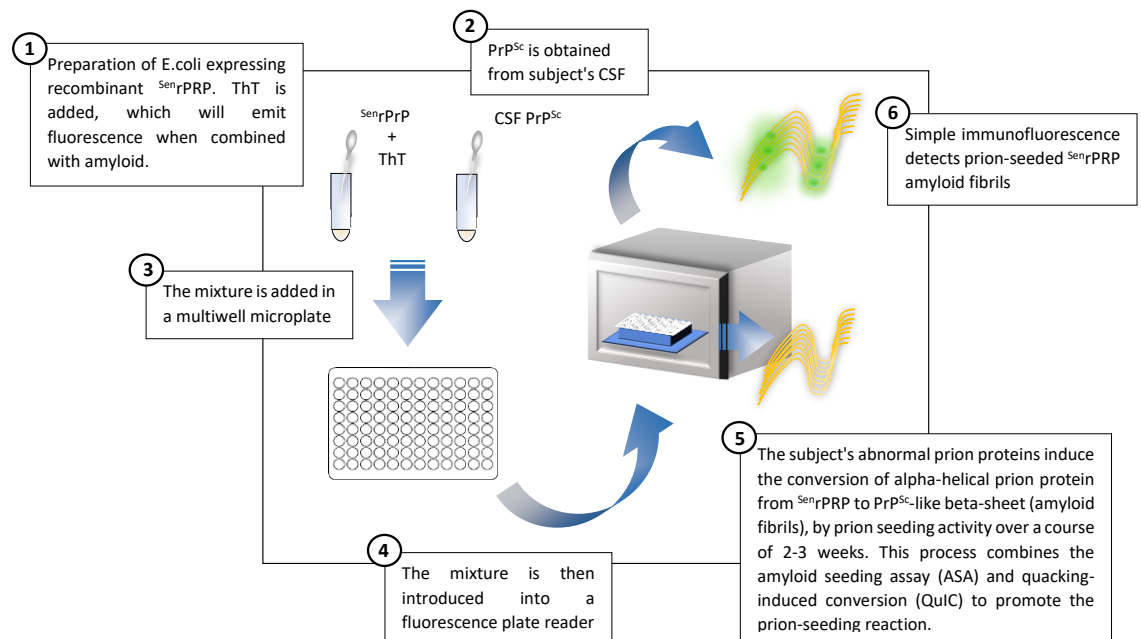 1
Preparation of E.coli expressing
recombinant SenrPRP. ThT is
added, which will emit
fluorescence when combined
with amyloid.
2
PrPSc is obtained
from subject's CSF
SenrPrP
+
ThT
CSF PrPSc
3
The mixture is added in
a multiwell microplate
4
The mixture is then
introduced into a
fluorescence plate reader
5
The subject's abnormal prion proteins induce
the conversion of alpha-helical prion protein
from SenrPRP to PrPSc-like beta-sheet (amyloid
fibrils), by prion seeding activity over a course
of 2-3 weeks. This process combines the
amyloid seeding assay (ASA) and quacking-
induced conversion (QuIC) to promote the
prion-seeding reaction.
6
Simple immunofluorescence
detects prion-seeded SenrPRP
amyloid fibrils